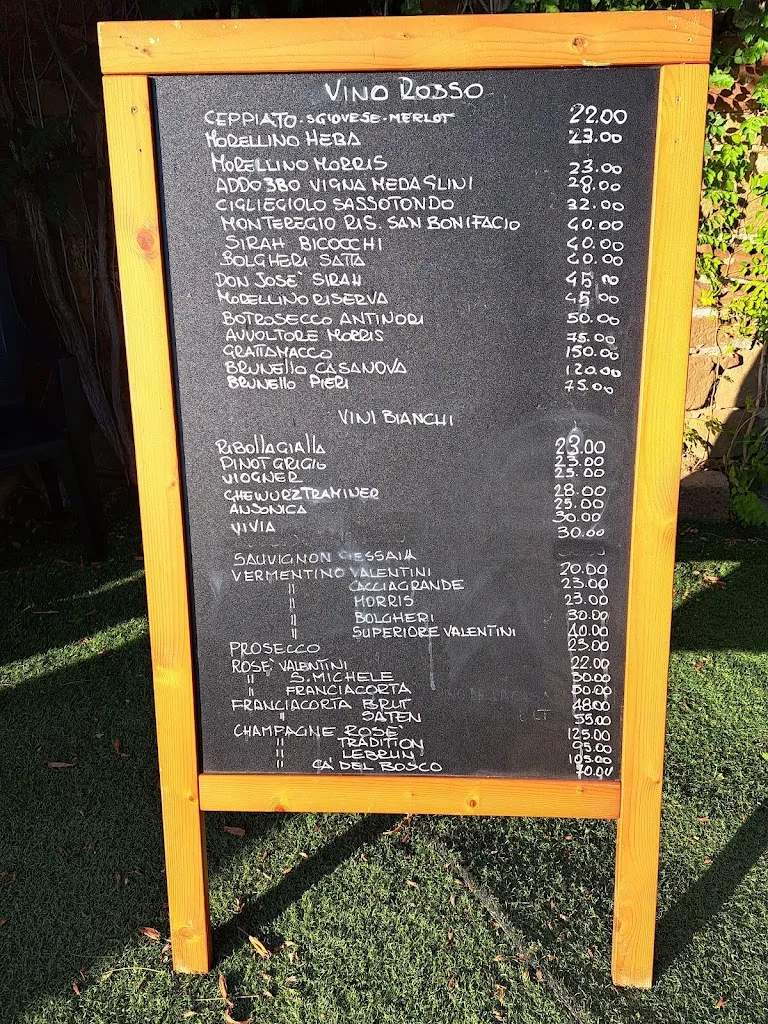 VINO ROSSO
CEPPIATO-SGIOVESE-MERLOT 22.00
MORELLINO HEBA 23.00
MORELLINO MORRIS 23.00
ADDO3BO VIGNA MEDAGLINI 28.00
CIGLIEGIOLO SASSOTONDO 32.00
MONTEREGIO RIS. SAN BONIFACIO 40.00
SIRAH BICOCCHI 40.00
BOLGHERI SATTA 40.00
DON JOSE` SIRAH 45.00
MORELLINO RISERVA 45.00
BOTROSECCO ANTINORI 50.00
AVVOLTORE MORRIS 75.00
GRATTAMACCO 150.00
BRUNELLO CASANOVA 120.00
BRUNELLO PIERI 75.00
VINI BIANCHI
RIBOLLAGIALLA 23.00
PINOT GRIGIO 23.00
VIOGNER 25.00
GHEWURZTRAMINER 28.00
ANSONICA 25.00
30.00
VIVIA 30.00
SAUVIGNON
VERMENTINO VALENTINI 20.00
" CACCIAGRANDE 23.00
" MORRIS 23.00
" BOLGHERI 30.00
" SUPERIORE VALENTINI 40.00
PROSECCO 23.00
ROSE` VALENTINI 22.00
" S.MICHELE 50.00
" FRANCIACORTA 50.00
FRANCIACORTA BRUT 48.00
" SATEN 55.00
CHAMPAGNE ROSE` 125.00
" TRADITION 95.00
" LEBRUN 105.00
" CA' DEL BOSCO 70.00